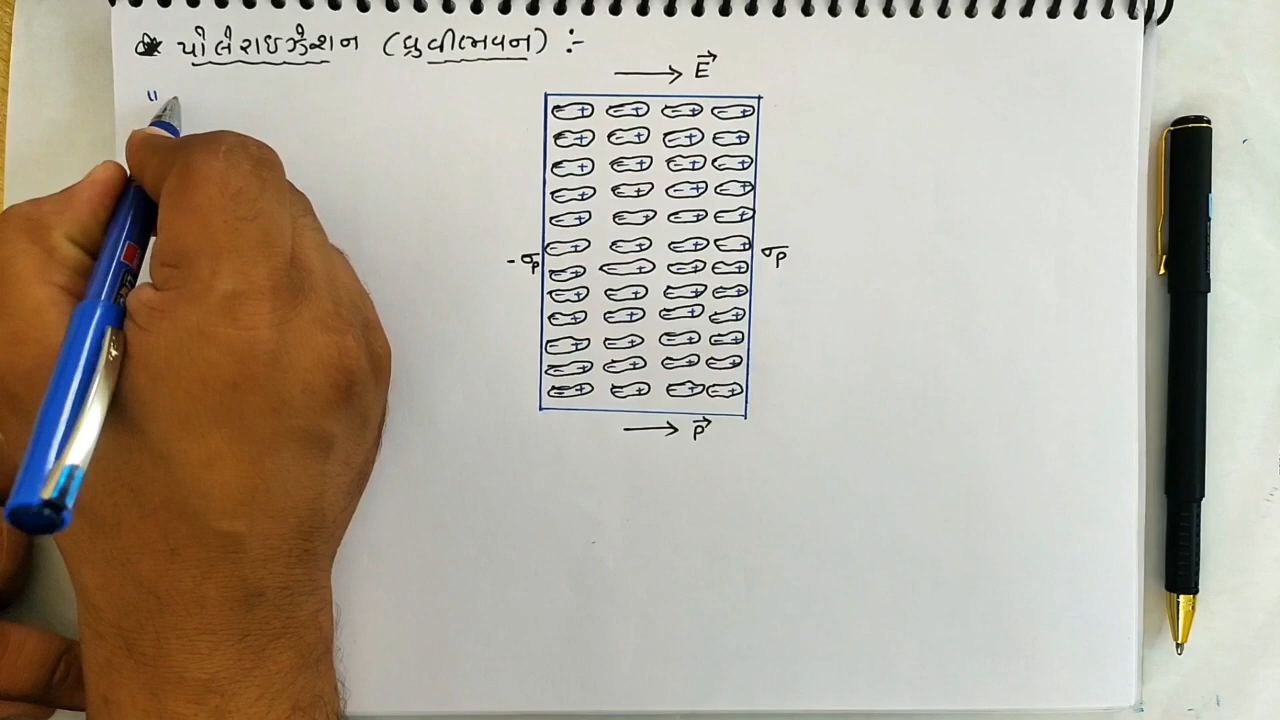 પોલેરાઇઝેશન (ધ્રુવીભવન) :-
"
→ E⃗
-σₚ
σₚ
→ P⃗